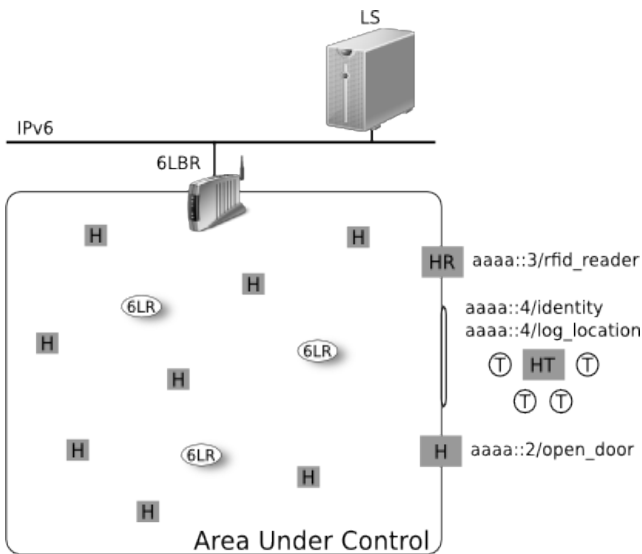 LS
IPv6
6LBR
H
H
HR aaaa::3/rfid_reader
H
6LR
aaaa::4/identity
aaaa::4/log_location
H
6LR
T HT T
H
T T
H
6LR
H aaaa::2/open_door
H
H
Area Under Control